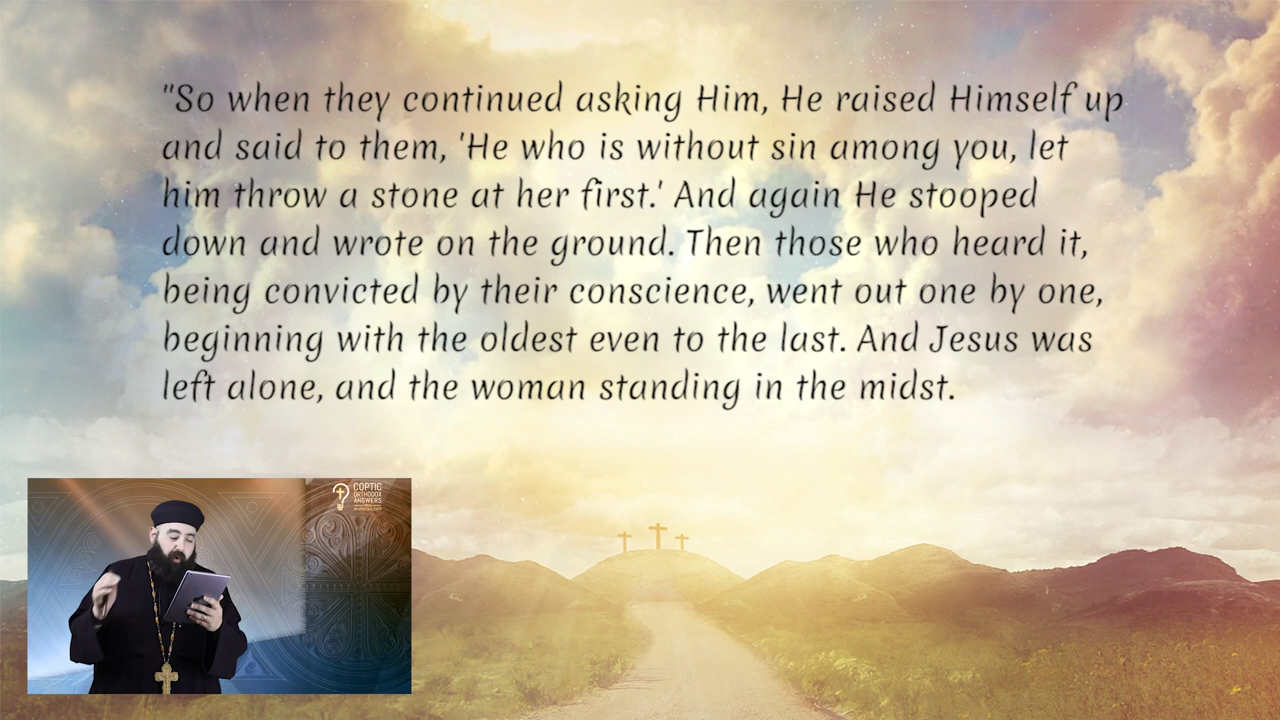 "So when they continued asking Him, He raised Himself up
and said to them, 'He who is without sin among you, let
him throw a stone at her first.' And again He stooped
down and wrote on the ground. Then those who heard it,
being convicted by their conscience, went out one by one,
beginning with the oldest even to the last. And Jesus was
left alone, and the woman standing in the midst.
COPTIC
ORTHODOX
ANSWERS